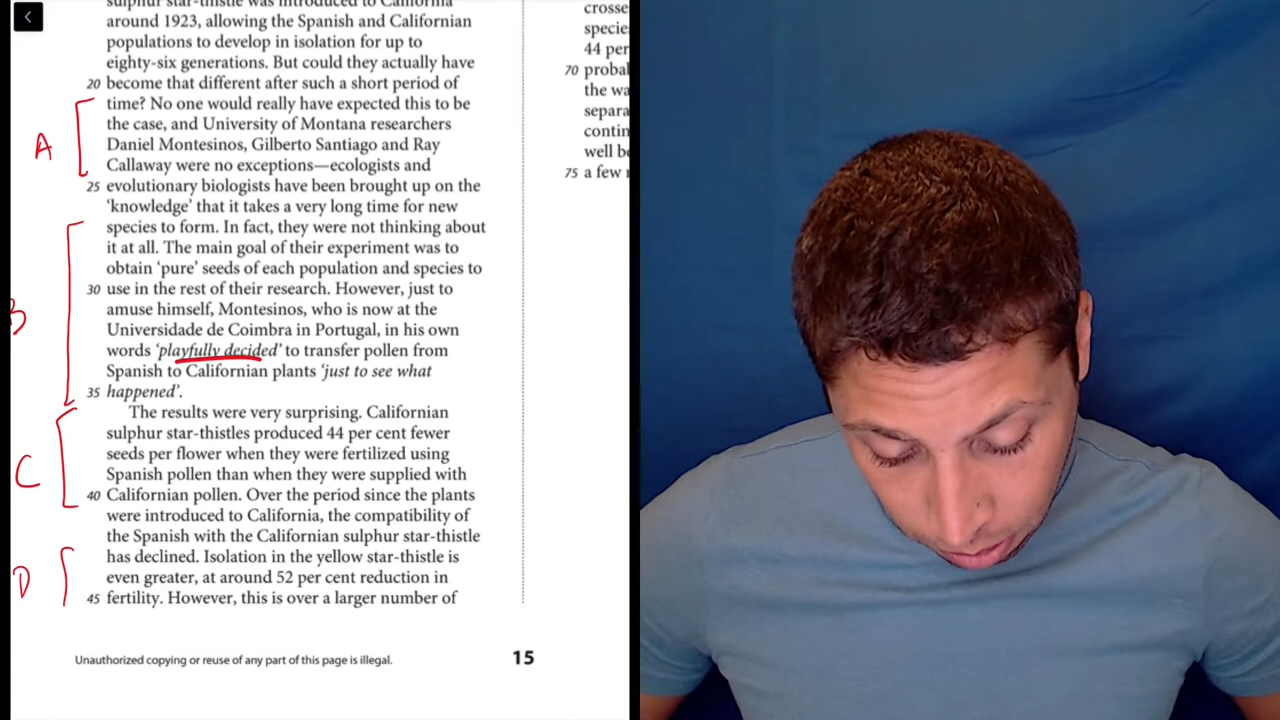 sulphur star-thistle was introduced to California
around 1923, allowing the Spanish and Californian
populations to develop in isolation for up to
eighty-six generations. But could they actually have
20 become that different after such a short period of
time? No one would really have expected this to be
the case, and University of Montana researchers
Daniel Montesinos, Gilberto Santiago and Ray
Callaway were no exceptions—ecologists and
25 evolutionary biologists have been brought up on the
‘knowledge’ that it takes a very long time for new
species to form. In fact, they were not thinking about
it at all. The main goal of their experiment was to
obtain ‘pure’ seeds of each population and species to
30 use in the rest of their research. However, just to
amuse himself, Montesinos, who is now at the
Universidade de Coimbra in Portugal, in his own
words ‘playfully decided’ to transfer pollen from
Spanish to Californian plants ‘just to see what
35 happened’.
The results were very surprising. Californian
sulphur star-thistles produced 44 per cent fewer
seeds per flower when they were fertilized using
Spanish pollen than when they were supplied with
40 Californian pollen. Over the period since the plants
were introduced to California, the compatibility of
the Spanish with the Californian sulphur star-thistle
has declined. Isolation in the yellow star-thistle is
even greater, at around 52 per cent reduction in
45 fertility. However, this is over a larger number of
A
B
C
D
crosse
specie
44 per
70 probal
the wa
separa
contin
well be
75 a few
Unauthorized copying or reuse of any part of this page is illegal.
15